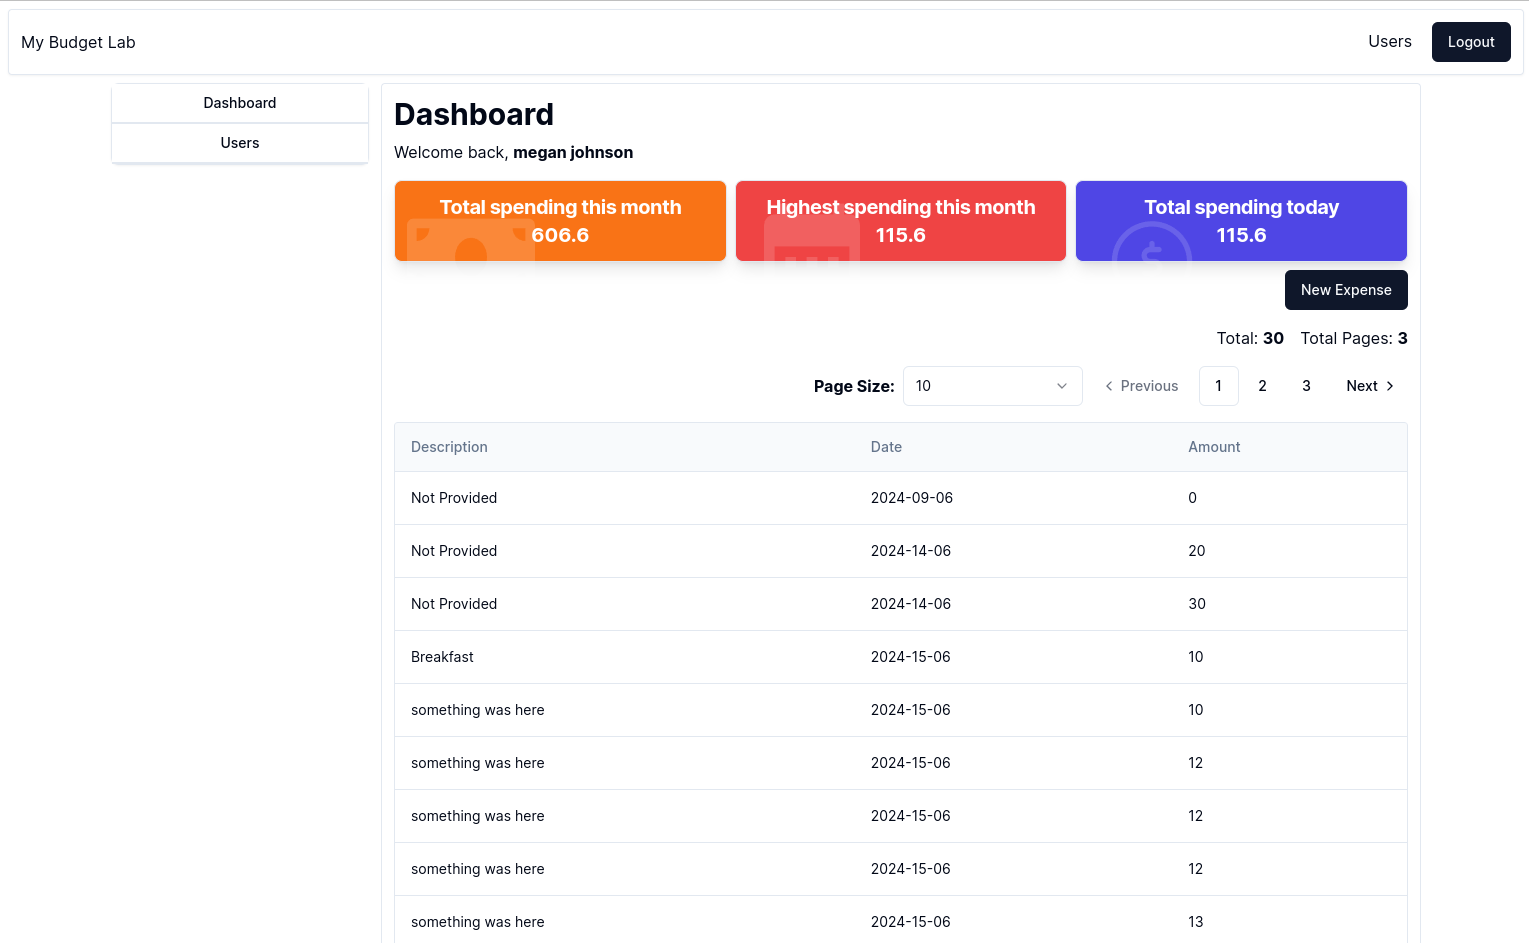 My Budget Lab
Users
Logout
Dashboard
Users
Dashboard
Welcome back, megan johnson
Total spending this month
606.6
Highest spending this month
115.6
Total spending today
115.6
New Expense
Total: 30 Total Pages: 3
Page Size: 10 Previous 1 2 3 Next
Description Date Amount
Not Provided 2024-09-06 0
Not Provided 2024-14-06 20
Not Provided 2024-14-06 30
Breakfast 2024-15-06 10
something was here 2024-15-06 10
something was here 2024-15-06 12
something was here 2024-15-06 12
something was here 2024-15-06 12
something was here 2024-15-06 13